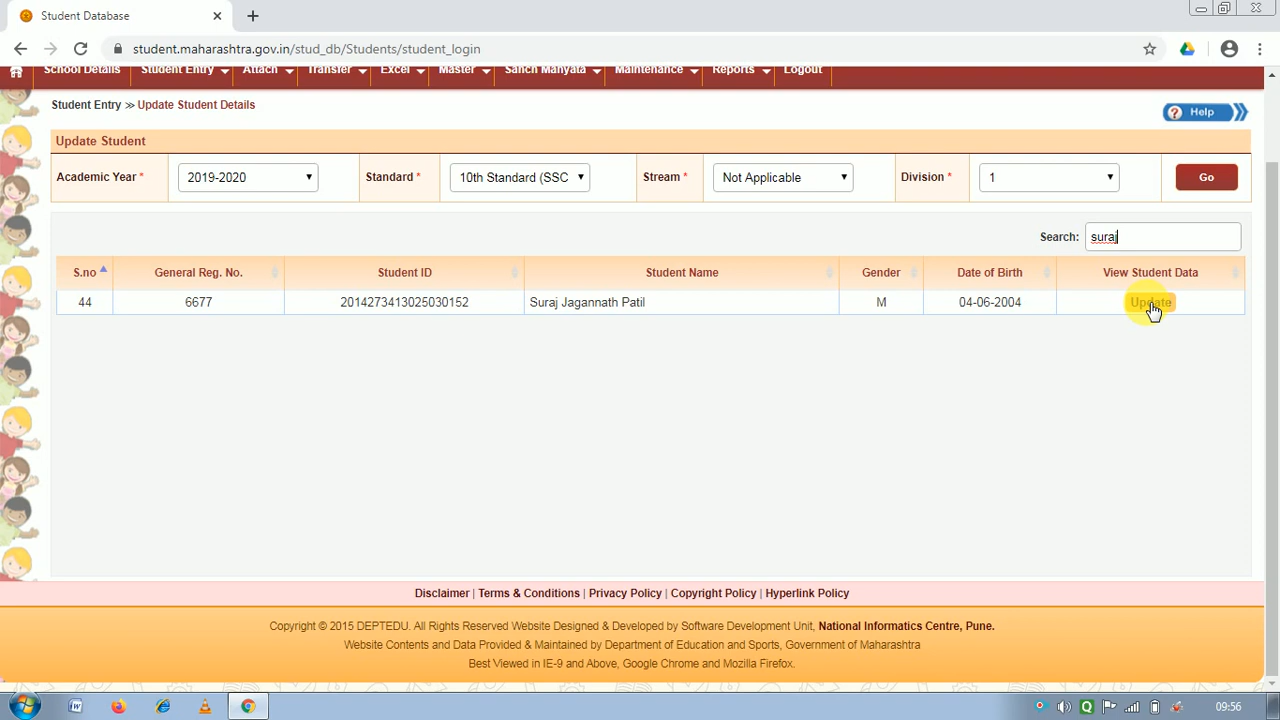 Student Database
student.maharashtra.gov.in/stud_db/Students/student_login
School Details Student Entry Attach Transfer Excel Master Sanch Manyata Maintenance Reports Logout
Student Entry >> Update Student Details
Help
Update Student
Academic Year * 2019-2020 Standard * 10th Standard (SSC Stream * Not Applicable Division * 1 Go
Search: suraj
S.no General Reg. No. Student ID Student Name Gender Date of Birth View Student Data
44 6677 2014273413025030152 Suraj Jagannath Patil M 04-06-2004 Update
Disclaimer | Terms & Conditions | Privacy Policy | Copyright Policy | Hyperlink Policy
Copyright © 2015 DEPTEDU. All Rights Reserved Website Designed & Developed by Software Development Unit, National Informatics Centre, Pune.
Website Contents and Data Provided & Maintained by Department of Education and Sports, Government of Maharashtra
Best Viewed in IE-9 and Above, Google Chrome and Mozilla Firefox.
09:56